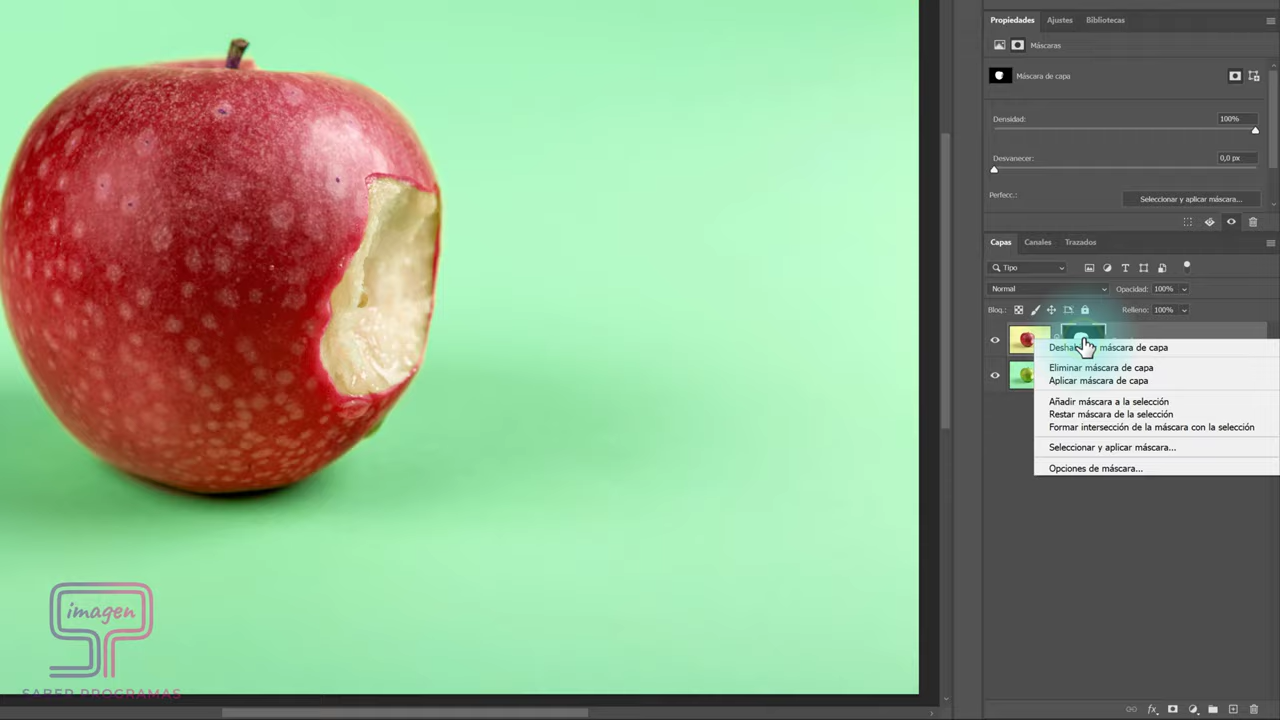 Propiedades Ajustes Bibliotecas
Máscaras
Máscara de capa
Densidad: 100%
Desvanecer: 0,0 px
Perfecc.: Seleccionar y aplicar máscara...
Capas Canales Trazados
Tipo
Normal Opacidad: 100%
Bloq.: Relleno: 100%
máscara de capa
Eliminar máscara de capa
Aplicar máscara de capa
Añadir máscara a la selección
Restar máscara de la selección
Formar intersección de la máscara con la selección
Seleccionar y aplicar máscara...
Opciones de máscara...
fx
imagen
SABER PROGRAMAS